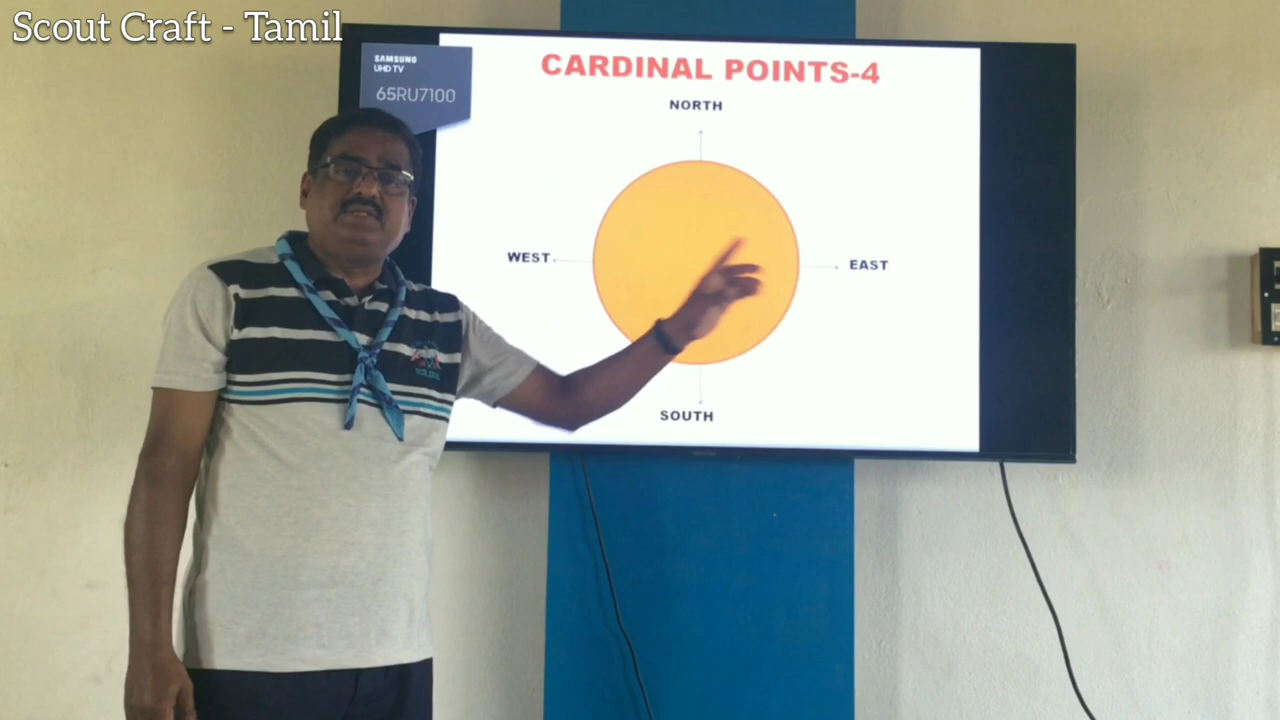 Scout Craft - Tamil
SAMSUNG
UHD TV
65RU7100
CARDINAL POINTS-4
NORTH
WEST
EAST
SOUTH